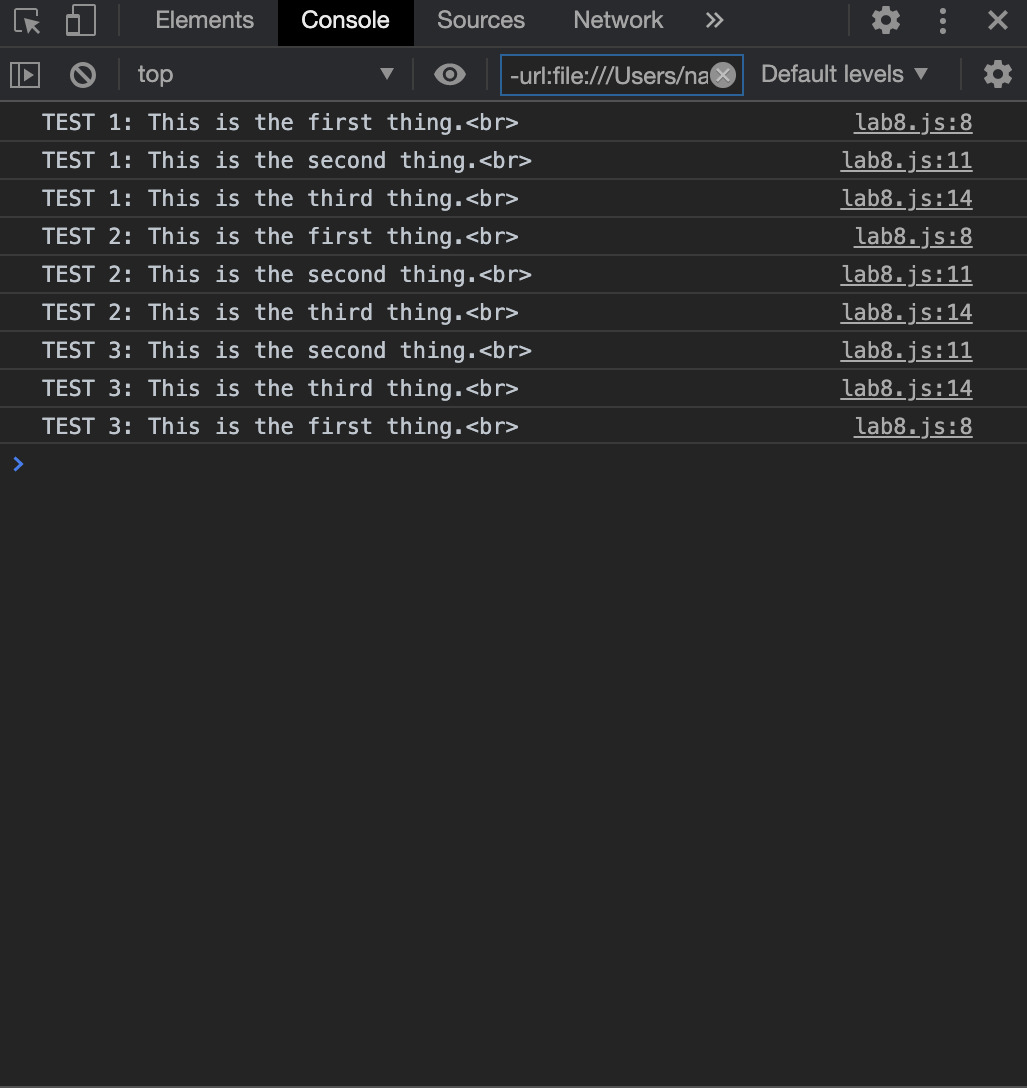 Elements Console Sources Network
top -url:file:///Users/na Default levels
TEST 1: This is the first thing.<br> lab8.js:8
TEST 1: This is the second thing.<br> lab8.js:11
TEST 1: This is the third thing.<br> lab8.js:14
TEST 2: This is the first thing.<br> lab8.js:8
TEST 2: This is the second thing.<br> lab8.js:11
TEST 2: This is the third thing.<br> lab8.js:14
TEST 3: This is the second thing.<br> lab8.js:11
TEST 3: This is the third thing.<br> lab8.js:14
TEST 3: This is the first thing.<br> lab8.js:8